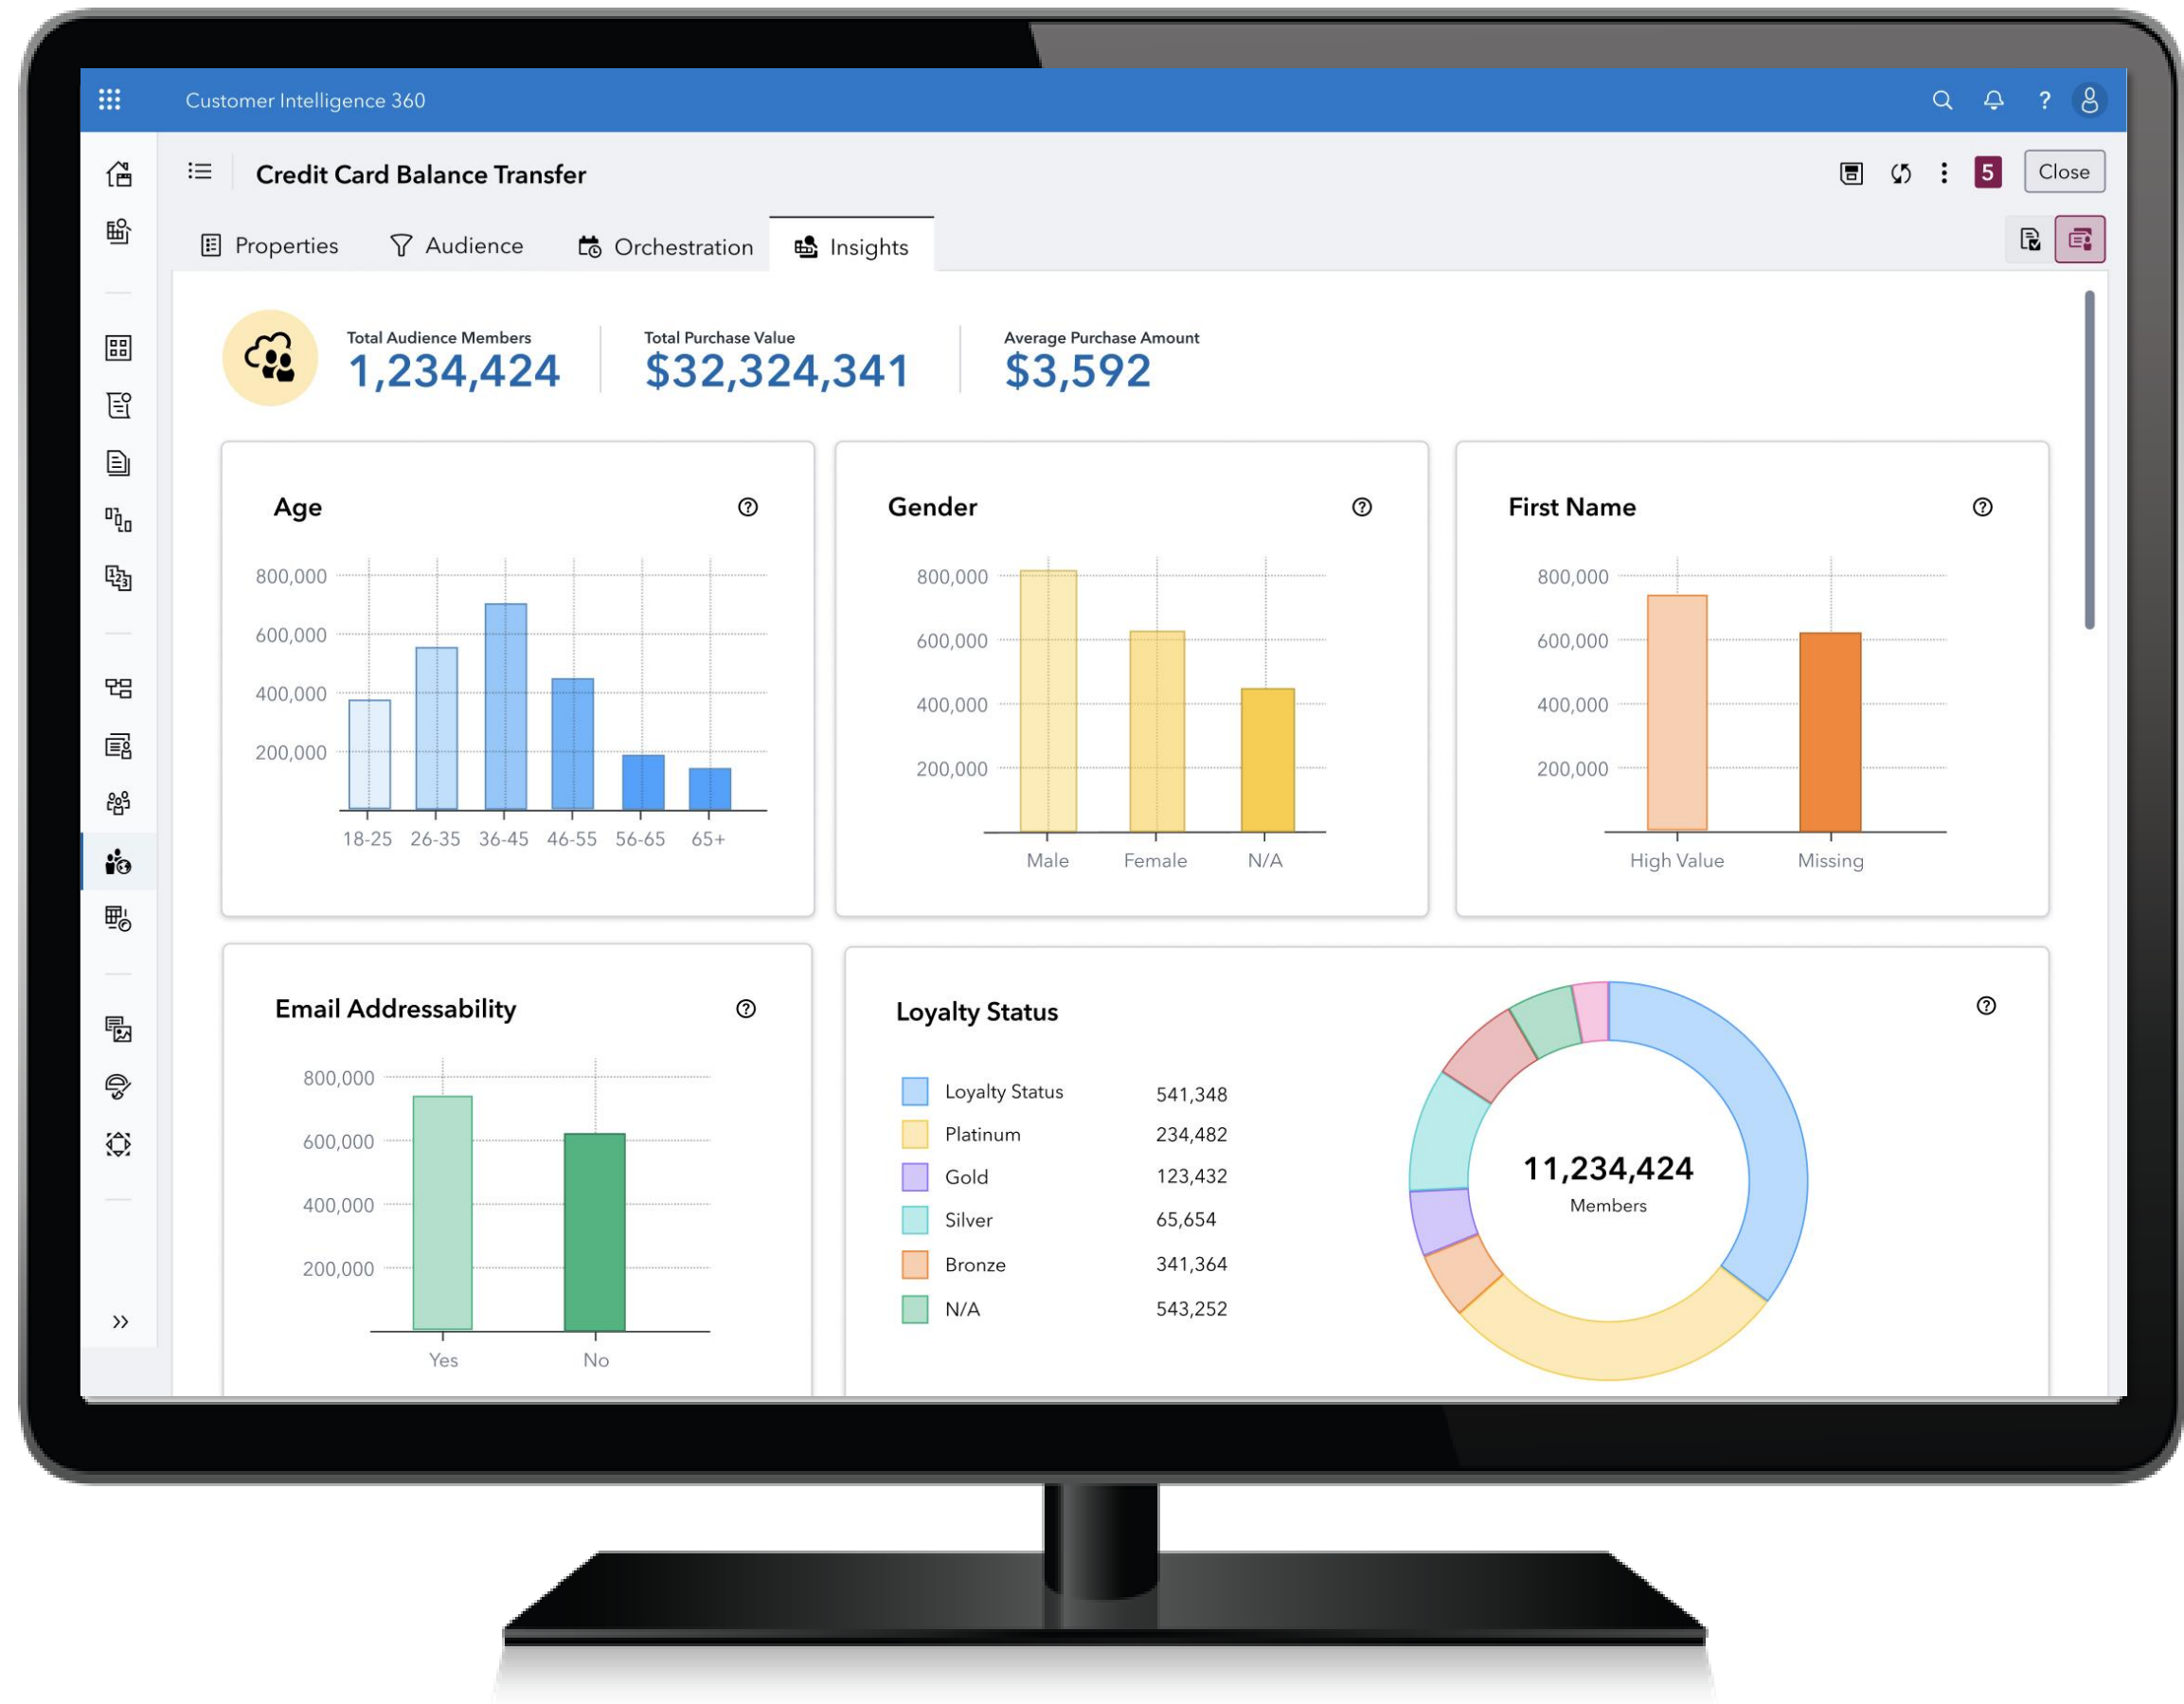 Customer Intelligence 360
?
Credit Card Balance Transfer
5
Close
Properties
Audience
Orchestration
Insights
Total Audience Members
1,234,424
Total Purchase Value
$32,324,341
Average Purchase Amount
$3,592
Age
?
800,000
600,000
400,000
200,000
18-25 26-35 36-45 46-55 56-65 65+
Gender
?
800,000
600,000
400,000
200,000
Male Female N/A
First Name
?
800,000
600,000
400,000
200,000
High Value Missing
Email Addressability
?
800,000
600,000
400,000
200,000
Yes No
Loyalty Status
?
Loyalty Status 541,348
Platinum 234,482
Gold 123,432
Silver 65,654
Bronze 341,364
N/A 543,252
11,234,424
Members